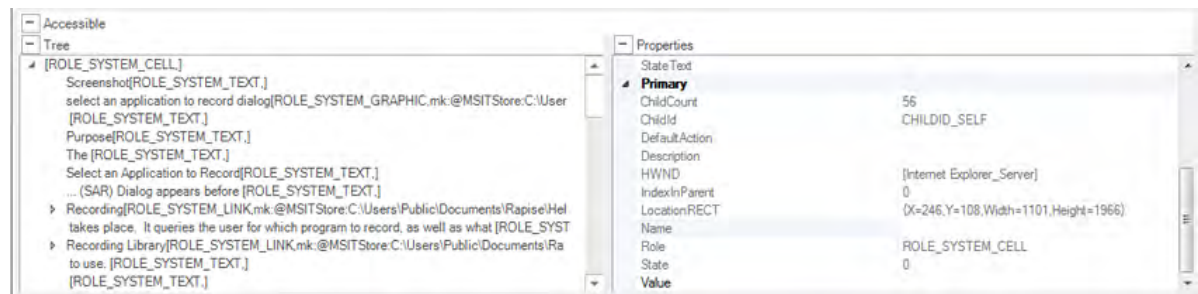 Accessible
Tree
[ROLE_SYSTEM_CELL,]
Screenshot[ROLE_SYSTEM_TEXT,]
select an application to record dialog[ROLE_SYSTEM_GRAPHIC,mk:@MSITStore:C:\User
[ROLE_SYSTEM_TEXT,]
Purpose[ROLE_SYSTEM_TEXT,]
The [ROLE_SYSTEM_TEXT,]
Select an Application to Record[ROLE_SYSTEM_TEXT,]
... (SAR) Dialog appears before [ROLE_SYSTEM_TEXT,]
Recording[ROLE_SYSTEM_LINK,mk:@MSITStore:C:\Users\Public\Documents\Rapise\Hel
takes place. It queries the user for which program to record, as well as what [ROLE_SYST
Recording Library[ROLE_SYSTEM_LINK,mk:@MSITStore:C:\Users\Public\Documents\Ra
to use. [ROLE_SYSTEM_TEXT,]
[ROLE_SYSTEM_TEXT,]
Properties
StateText
Primary
ChildCount 56
ChildId CHILDID_SELF
DefaultAction
Description
HWND [Internet Explorer_Server]
IndexInParent 0
LocationRECT {X=246,Y=108,Width=1101,Height=1966}
Name
Role ROLE_SYSTEM_CELL
State 0
Value